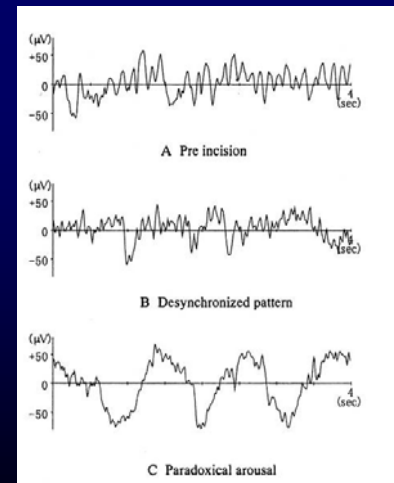 (μV)
+50
0
−50
4
(sec)
A Pre incision
(μV)
+50
0
−50
4
(sec)
B Desynchronized pattern
(μV)
+50
0
−50
4
(sec)
C Paradoxical arousal